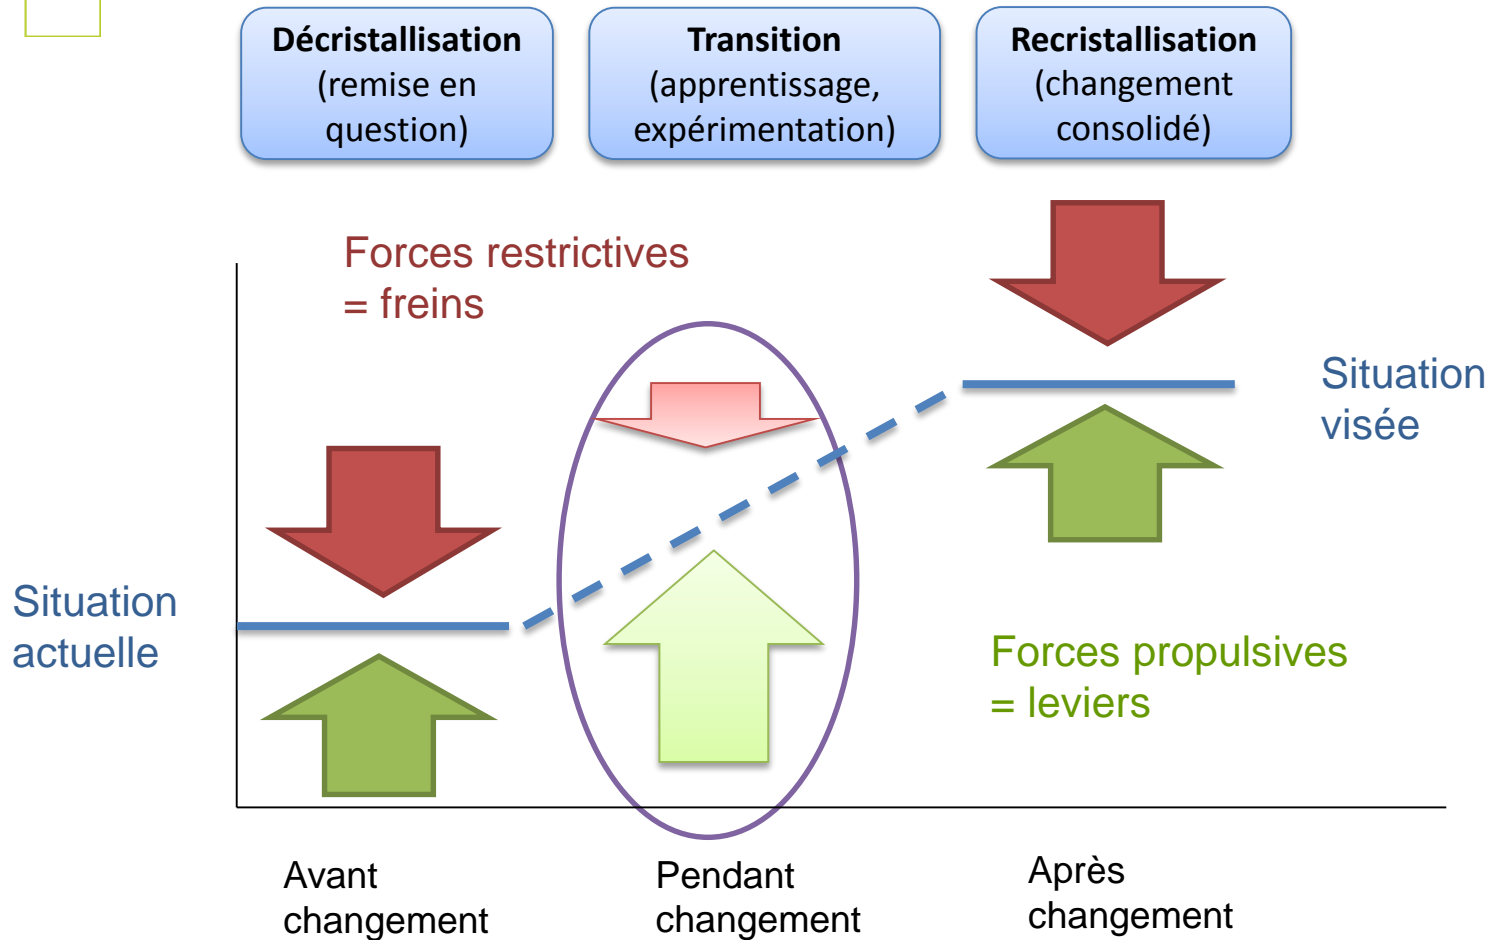 Décristallisation
(remise en
question)
Transition
(apprentissage,
expérimentation)
Recristallisation
(changement
consolidé)
Forces restrictives
= freins
Situation
visée
Situation
actuelle
Forces propulsives
= leviers
Avant
changement
Pendant
changement
Après
changement